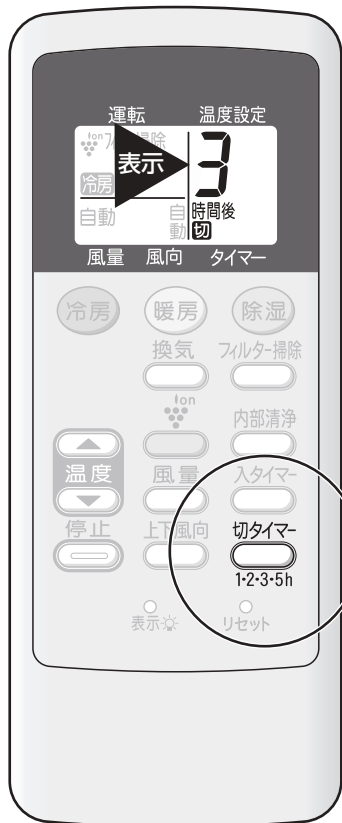 運転 温度設定
ion フィ 掃除
表示 3
冷房
自動 自動 時間後
切
風量 風向 タイマー
冷房 暖房 除湿
換気 フィルター掃除
ion 内部清浄
温度 風量 入タイマー
停止 上下風向 切タイマー
1・2・3・5h
表示 リセット